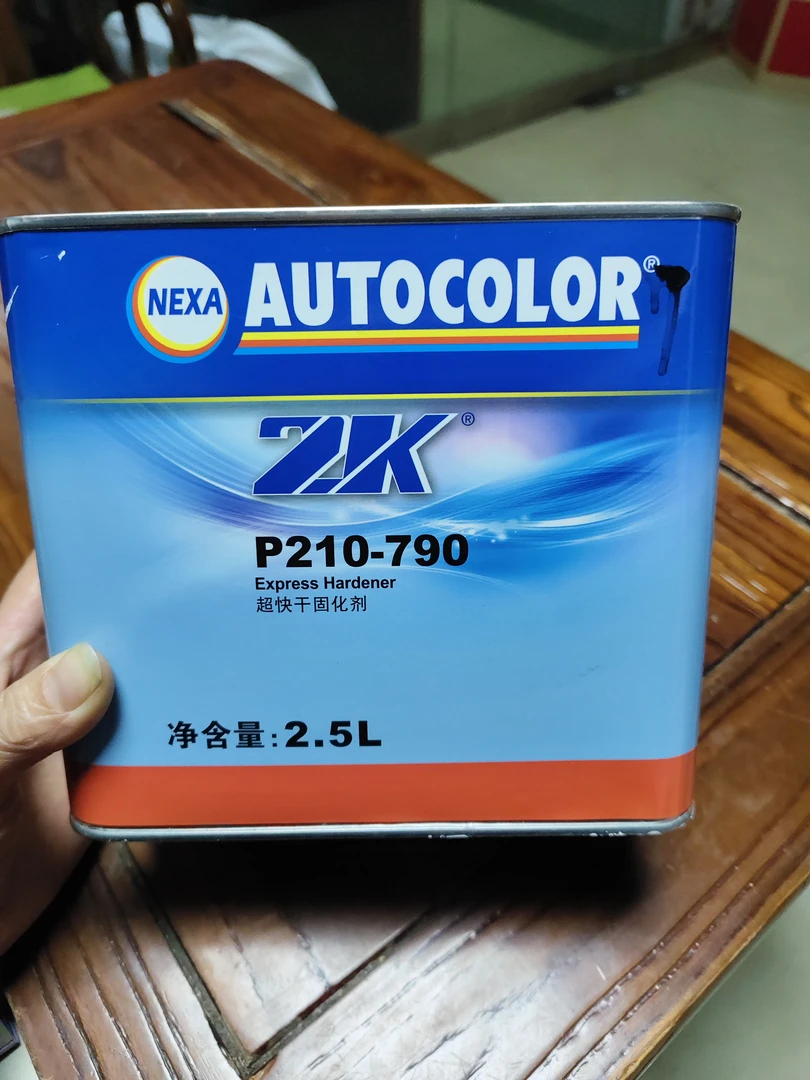 NEXA AUTOCOLOR®
2K®
P210-790
Express Hardener
超快干固化剂
净含量: 2.5L